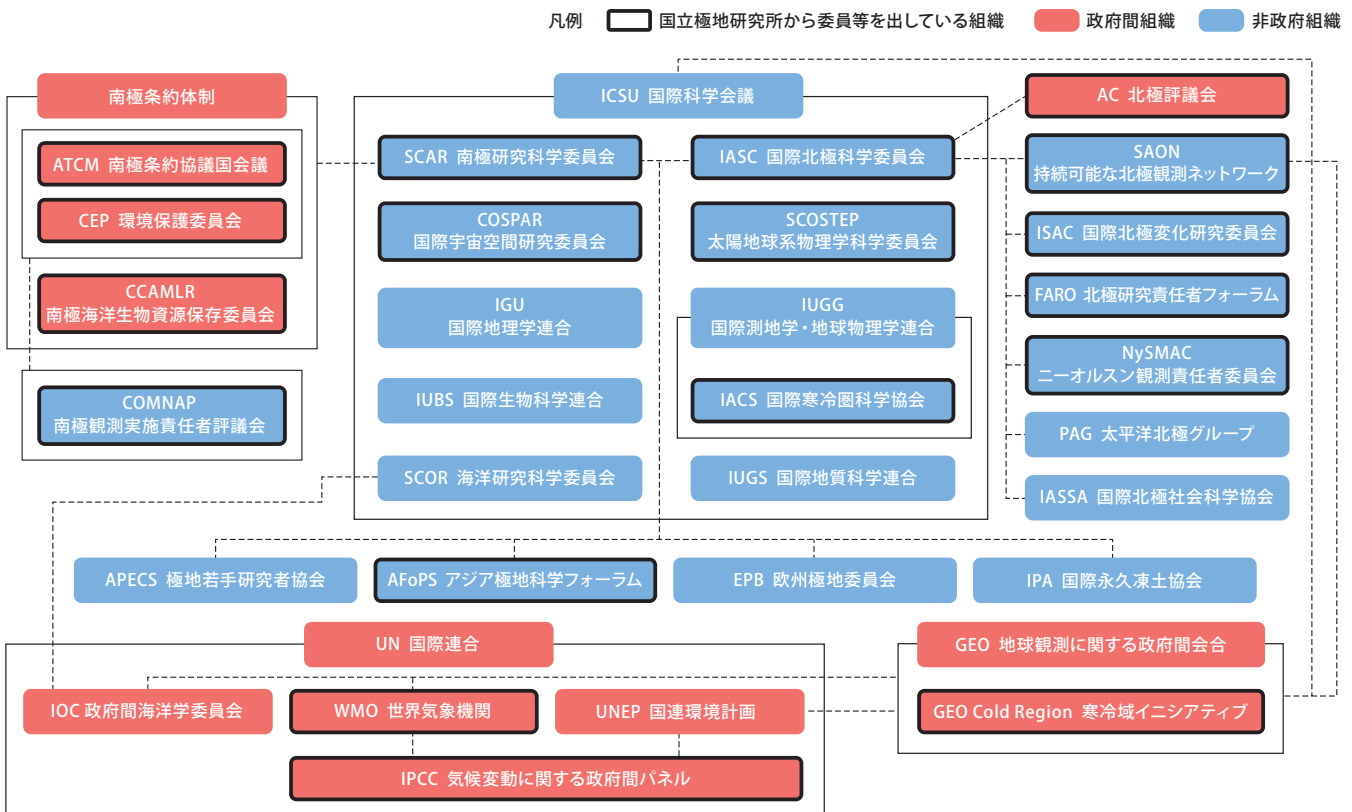 凡例 国立極地研究所から委員等を出している組織 政府間組織 非政府組織
南極条約体制
ATCM 南極条約協議国会議
CEP 環境保護委員会
CCAMLR
南極海洋生物資源保存委員会
COMNAP
南極観測実施責任者評議会
ICSU 国際科学会議
SCAR 南極研究科学委員会
IASC 国際北極科学委員会
COSPAR
国際宇宙空間研究委員会
SCOSTEP
太陽地球系物理学科学委員会
IGU
国際地理学連合
IUGG
国際測地学・地球物理学連合
IUBS 国際生物科学連合
IACS 国際寒冷圏科学協会
SCOR 海洋研究科学委員会
IUGS 国際地質科学連合
AC 北極評議会
SAON
持続可能な北極観測ネットワーク
ISAC 国際北極変化研究委員会
FARO 北極研究責任者フォーラム
NySMAC
ニーオルスン観測責任者委員会
PAG 太平洋北極グループ
IASSA 国際北極社会科学協会
APECS 極地若手研究者協会
AFoPS アジア極地科学フォーラム
EPB 欧州極地委員会
IPA 国際永久凍土協会
UN 国際連合
IOC 政府間海洋学委員会
WMO 世界気象機関
UNEP 国連環境計画
IPCC 気候変動に関する政府間パネル
GEO 地球観測に関する政府間会合
GEO Cold Region 寒冷域イニシアティブ